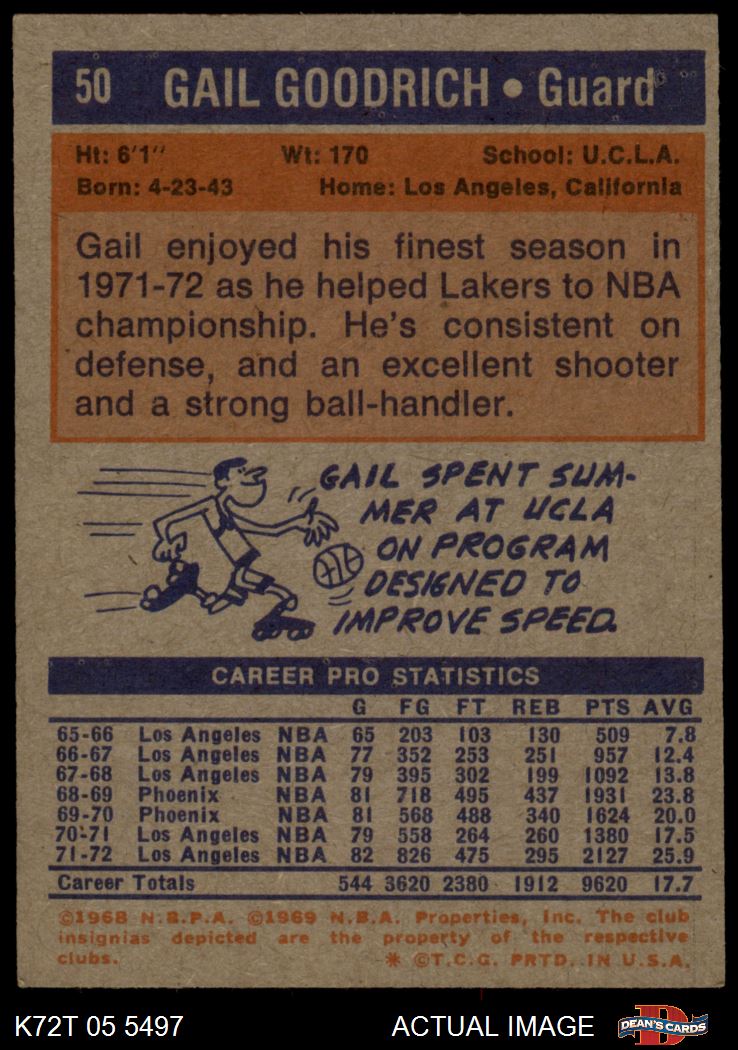 50 GAIL GOODRICH • Guard
Ht: 6'1" Wt: 170 School: U.C.L.A.
Born: 4-23-43 Home: Los Angeles, California
Gail enjoyed his finest season in
1971-72 as he helped Lakers to NBA
championship. He's consistent on
defense, and an excellent shooter
and a strong ball-handler.
GAIL SPENT SUM-
MER AT UCLA
ON PROGRAM
DESIGNED TO
IMPROVE SPEED.
CAREER PRO STATISTICS
G FG FT REB PTS AVG
65-66 Los Angeles NBA 65 203 103 130 509 7.8
66-67 Los Angeles NBA 77 352 253 251 957 12.4
67-68 Los Angeles NBA 79 395 302 199 1092 13.8
68-69 Phoenix NBA 81 718 495 437 1931 23.8
69-70 Phoenix NBA 81 568 488 340 1624 20.0
70-71 Los Angeles NBA 79 558 264 260 1380 17.5
71-72 Los Angeles NBA 82 826 475 295 2127 25.9
Career Totals 544 3620 2380 1912 9620 17.7
©1968 N.B.P.A. ©1969 N.B.A. Properties, Inc. The club
insignias depicted are the property of the respective
clubs. * ©T.C.G. PRTD. IN U.S.A.
K72T 05 5497 ACTUAL IMAGE D DEAN'S CARDS